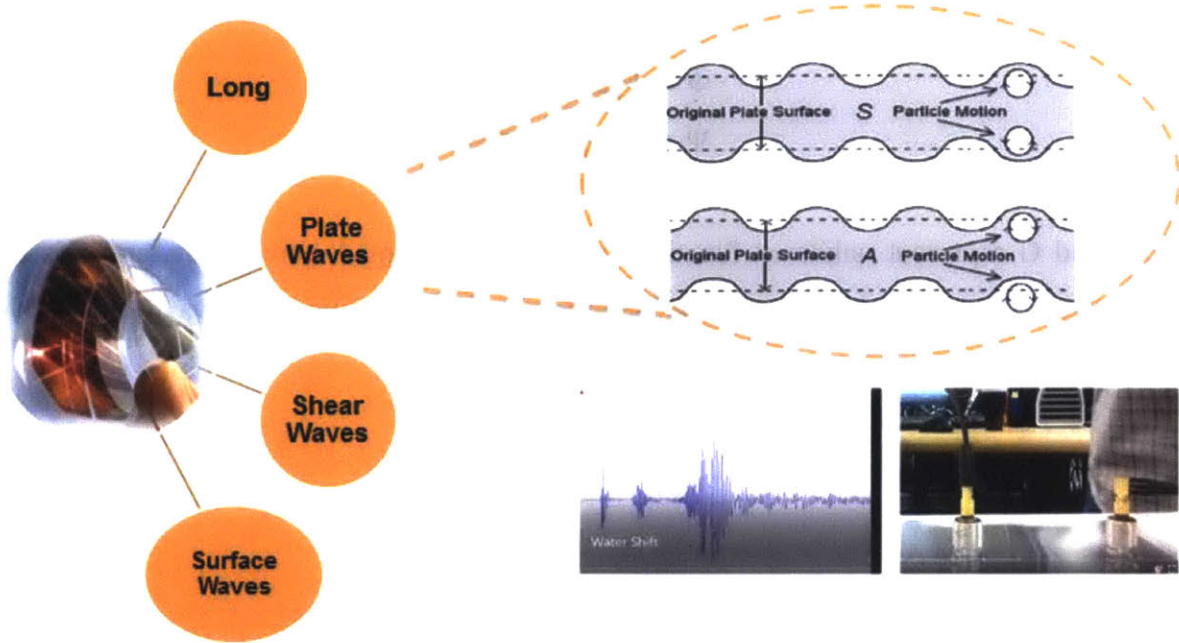 Long
Plate
Waves
Shear
Waves
Surface
Waves
Original Plate Surface S Particle Motion
Original Plate Surface A Particle Motion
Water Shift